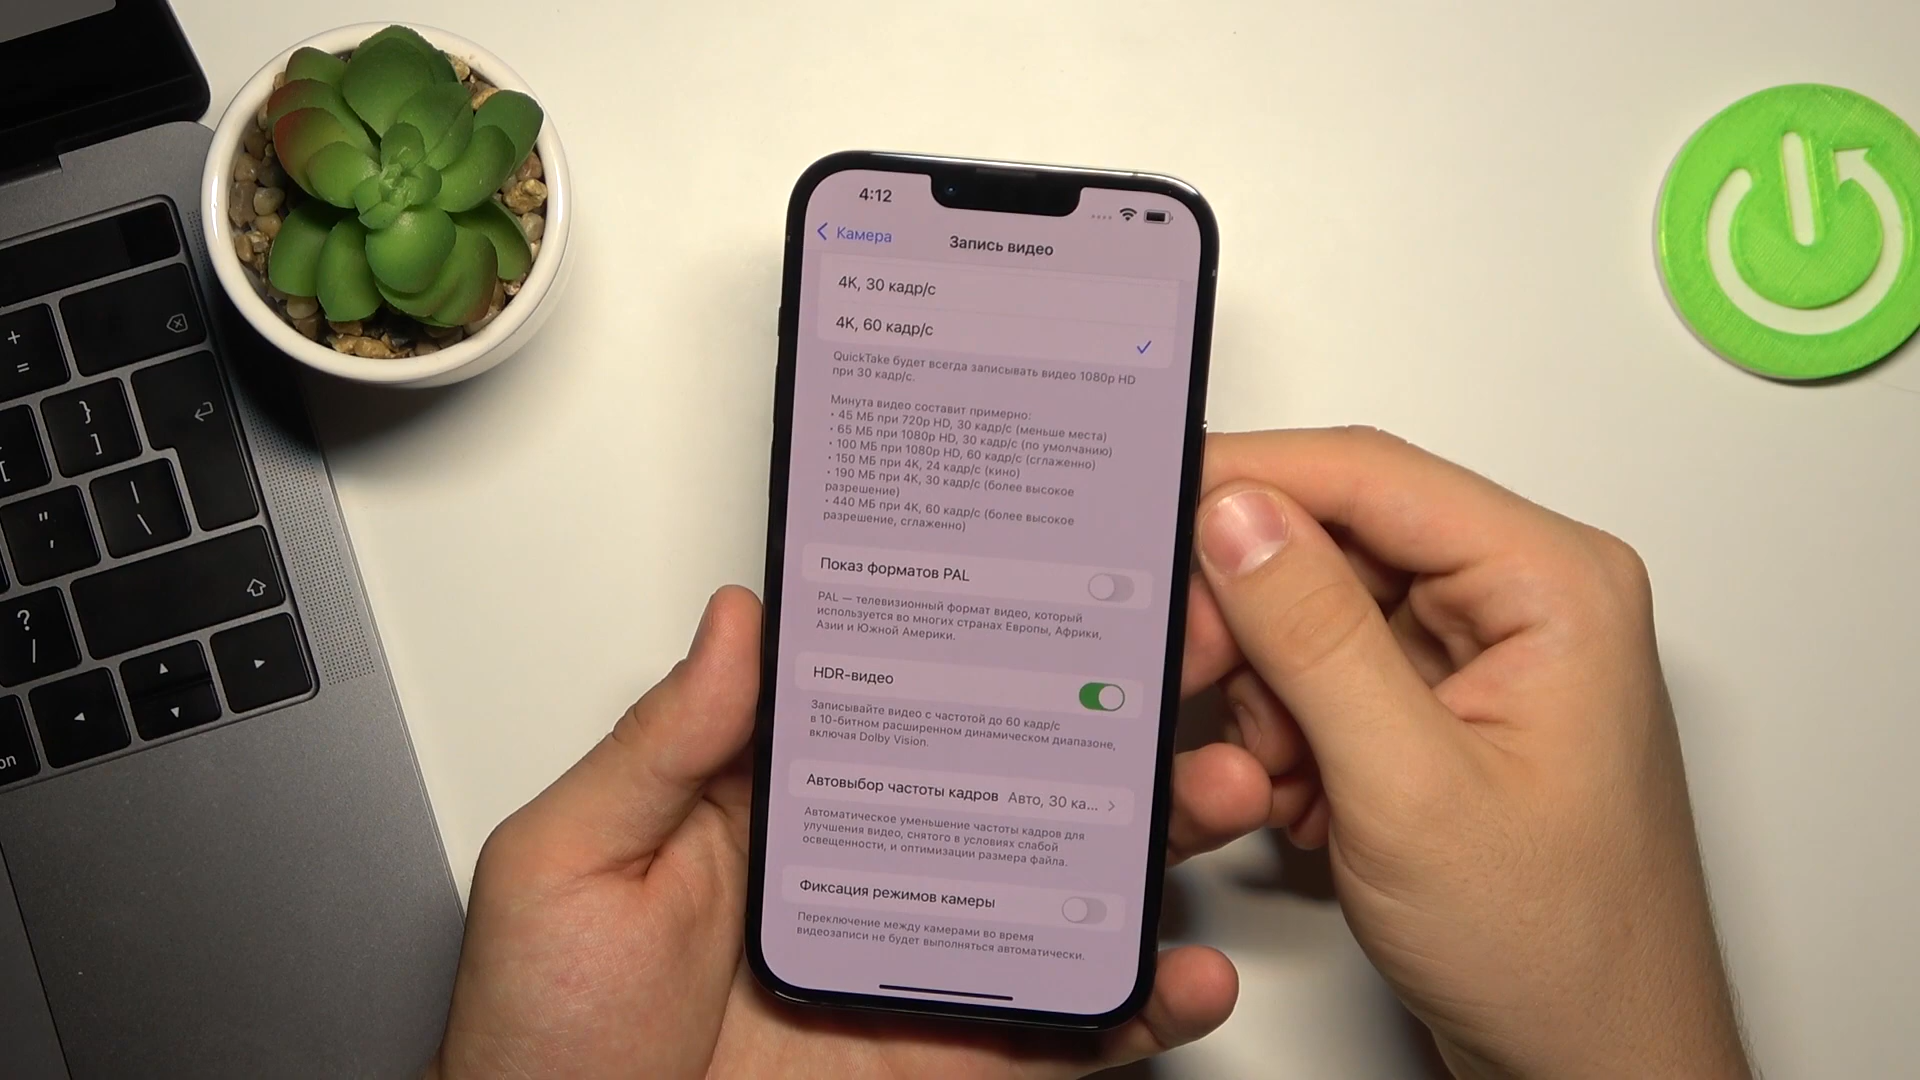 4:12
Камера
Запись видео
4K, 30 кадр/с
4K, 60 кадр/с
QuickTake будет всегда записывать видео 1080p HD
при 30 кадр/с.
Минута видео составит примерно:
• 45 МБ при 720p HD, 30 кадр/с (меньше места)
• 65 МБ при 1080p HD, 30 кадр/с (по умолчанию)
• 100 МБ при 1080p HD, 60 кадр/с (сглаженно)
• 150 МБ при 4K, 24 кадр/с (кино)
• 190 МБ при 4K, 30 кадр/с (более высокое
разрешение)
• 440 МБ при 4K, 60 кадр/с (более высокое
разрешение, сглаженно)
Показ форматов PAL
PAL — телевизионный формат видео, который
используется во многих странах Европы, Африки,
Азии и Южной Америки.
HDR-видео
Записывайте видео с частотой до 60 кадр/с
в 10-битном расширенном динамическом диапазоне,
включая Dolby Vision.
Автовыбор частоты кадров Авто, 30 ка...
Автоматическое уменьшение частоты кадров для
улучшения видео, снятого в условиях слабой
освещенности, и оптимизации размера файла.
Фиксация режимов камеры
Переключение между камерами во время
видеозаписи не будет выполняться автоматически.
+
=
}
]
[
|
\
"
'
?
/
on